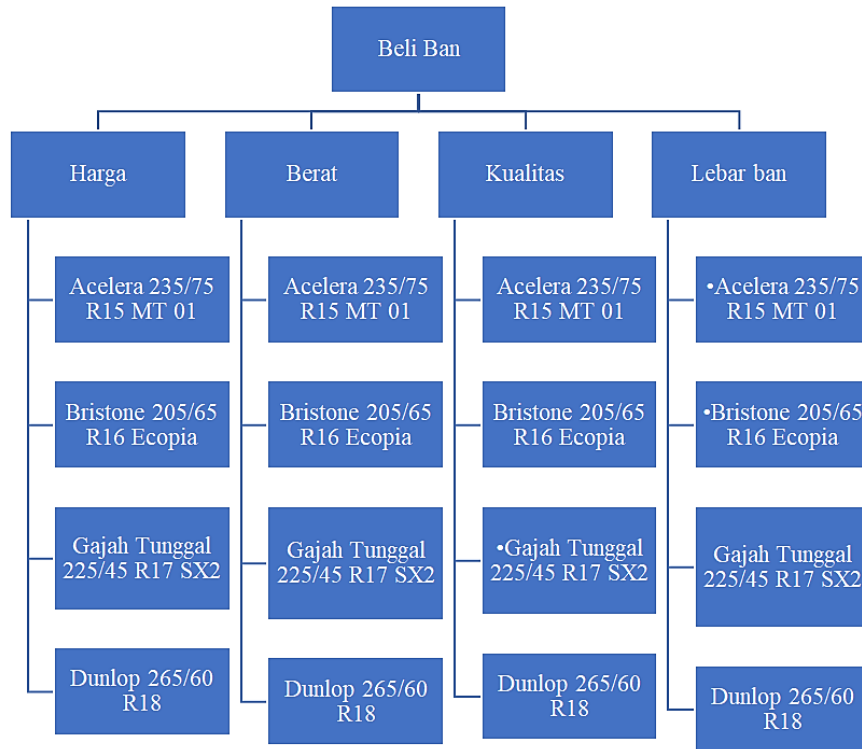 Beli Ban
Harga
Berat
Kualitas
Lebar ban
Acelera 235/75
R15 MT 01
Bristone 205/65
R16 Ecopia
Gajah Tunggal
225/45 R17 SX2
Dunlop 265/60
R18
Acelera 235/75
R15 MT 01
Bristone 205/65
R16 Ecopia
Gajah Tunggal
225/45 R17 SX2
Dunlop 265/60
R18
Acelera 235/75
R15 MT 01
Bristone 205/65
R16 Ecopia
•Gajah Tunggal
225/45 R17 SX2
Dunlop 265/60
R18
•Acelera 235/75
R15 MT 01
•Bristone 205/65
R16 Ecopia
Gajah Tunggal
225/45 R17 SX2
Dunlop 265/60
R18